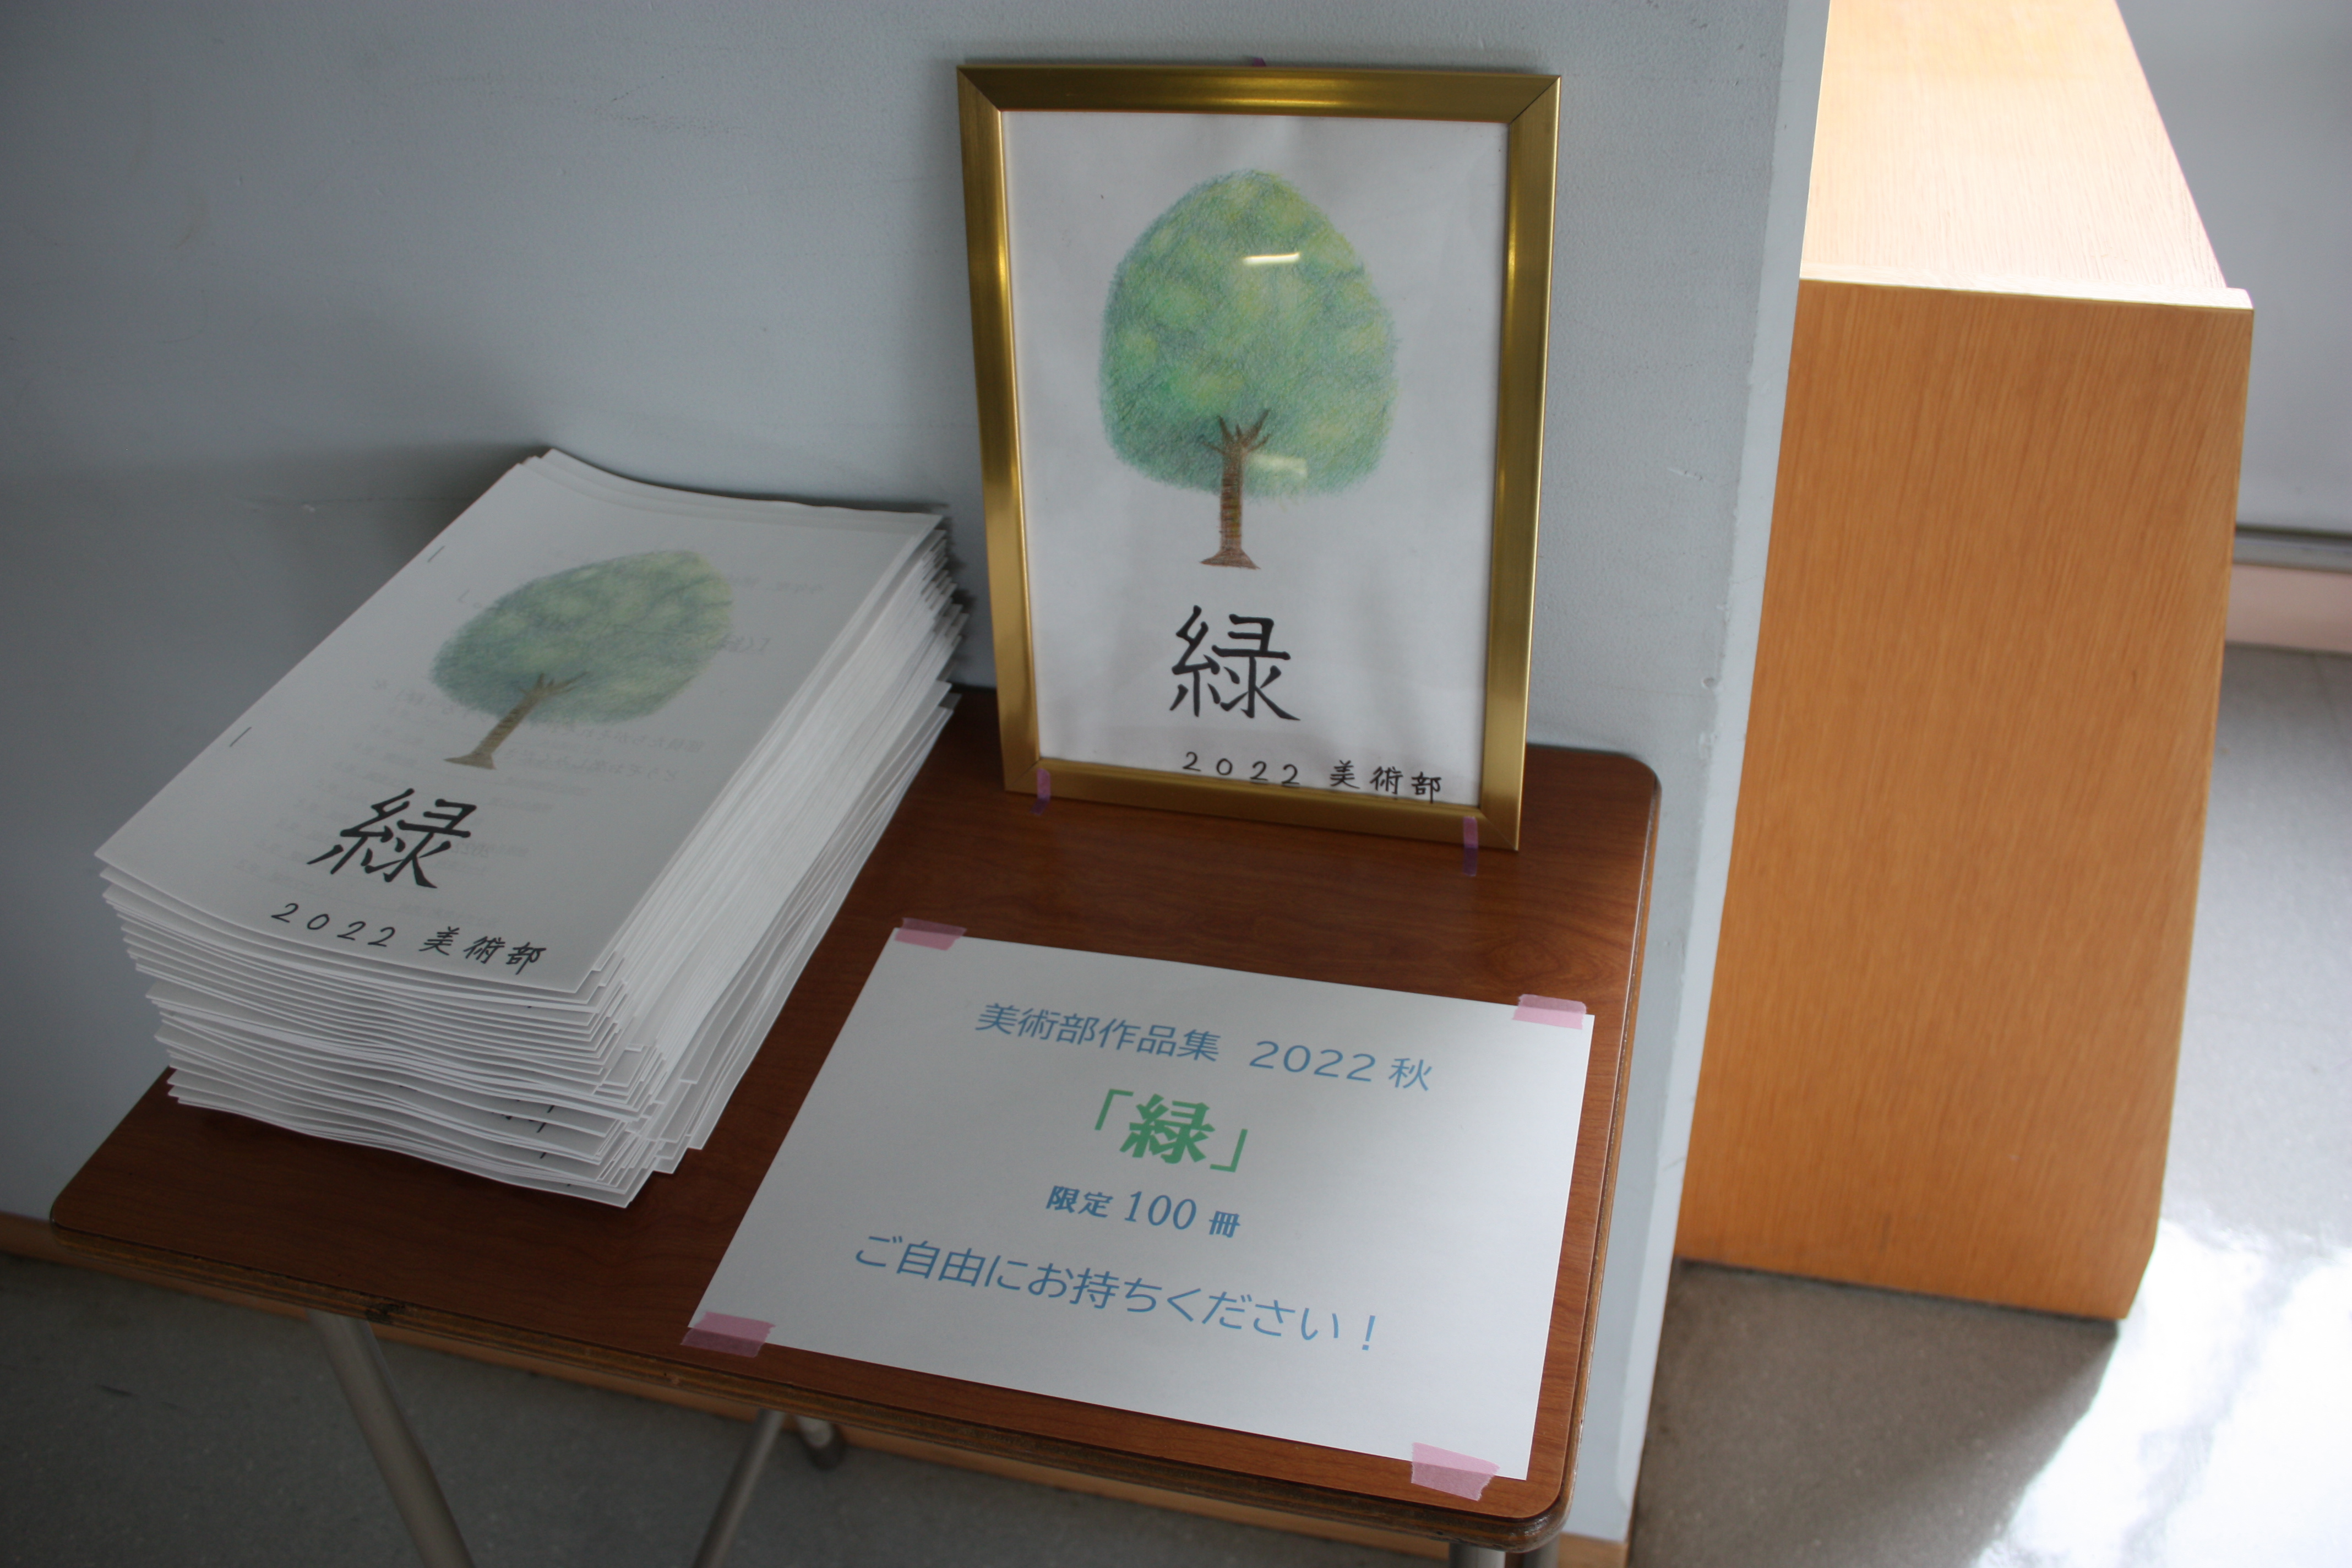 緑
2022 美術部
緑
2022 美術部
美術部作品集 2022 秋
「緑」
限定 100 冊
ご自由にお持ちください！